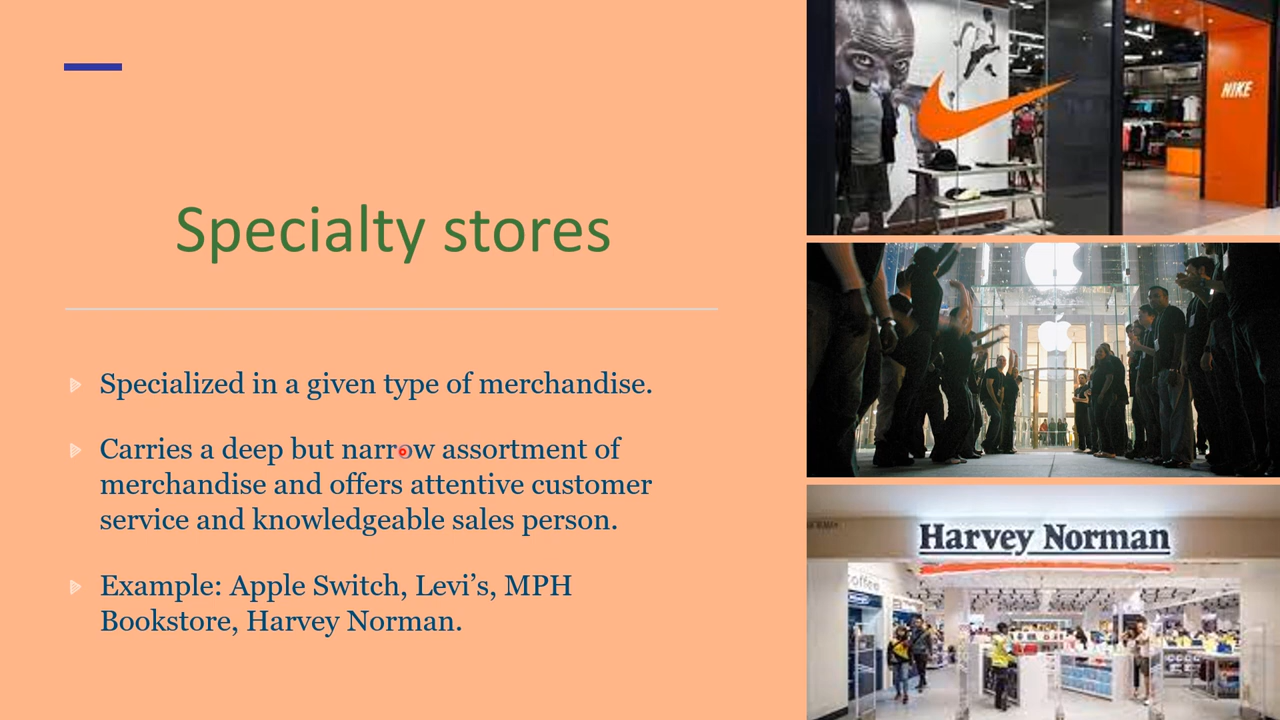 Specialty stores
Specialized in a given type of merchandise.
Carries a deep but narrow assortment of
merchandise and offers attentive customer
service and knowledgeable sales person.
Example: Apple Switch, Levi’s, MPH
Bookstore, Harvey Norman.
NIKE
Harvey Norman
coffee